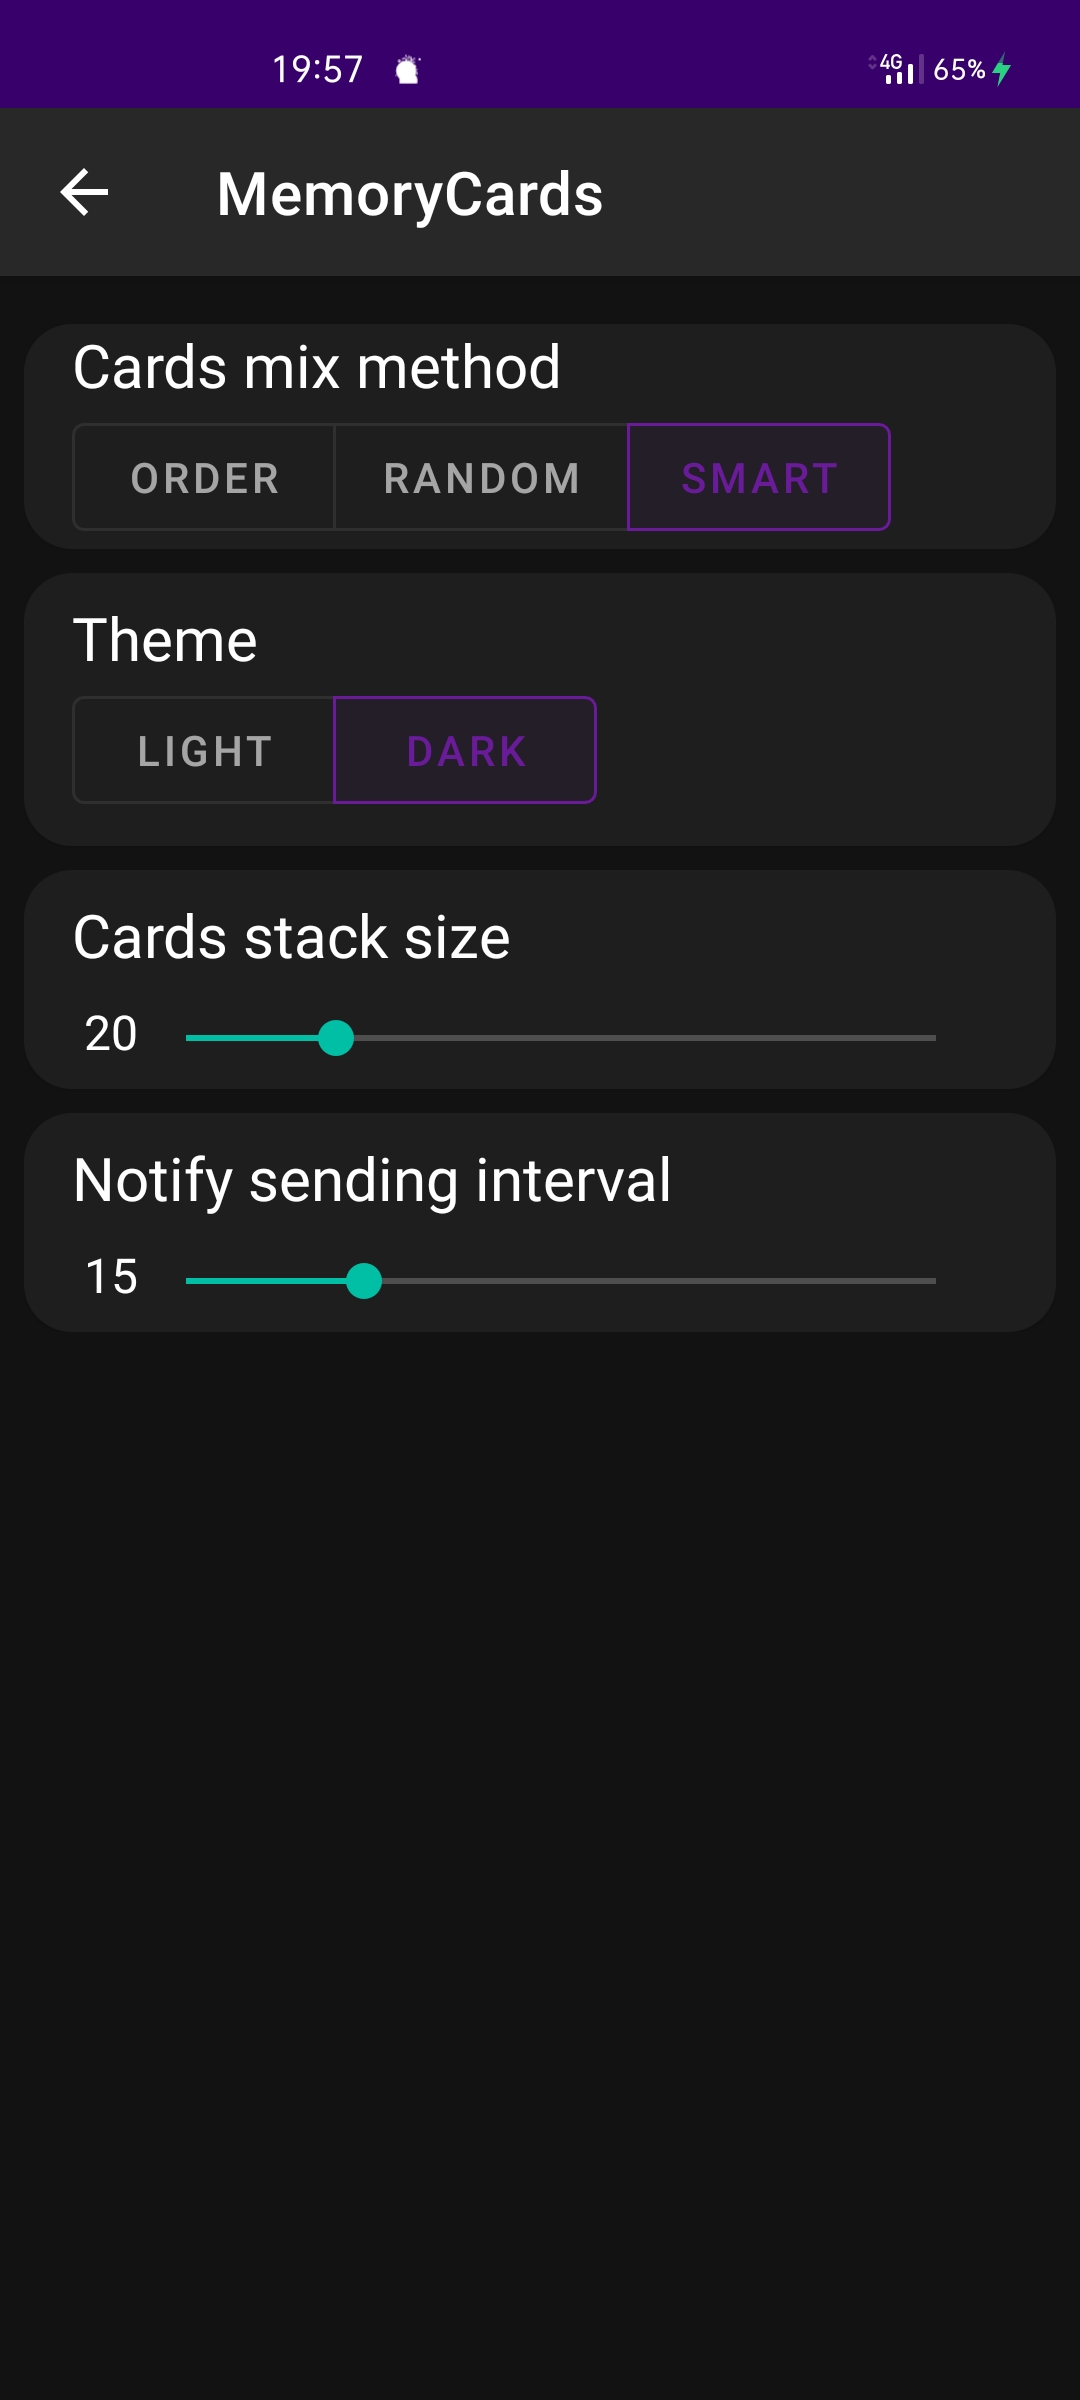 19:57 4G 65%
MemoryCards
Cards mix method
ORDER RANDOM SMART
Theme
LIGHT DARK
Cards stack size
20
Notify sending interval
15